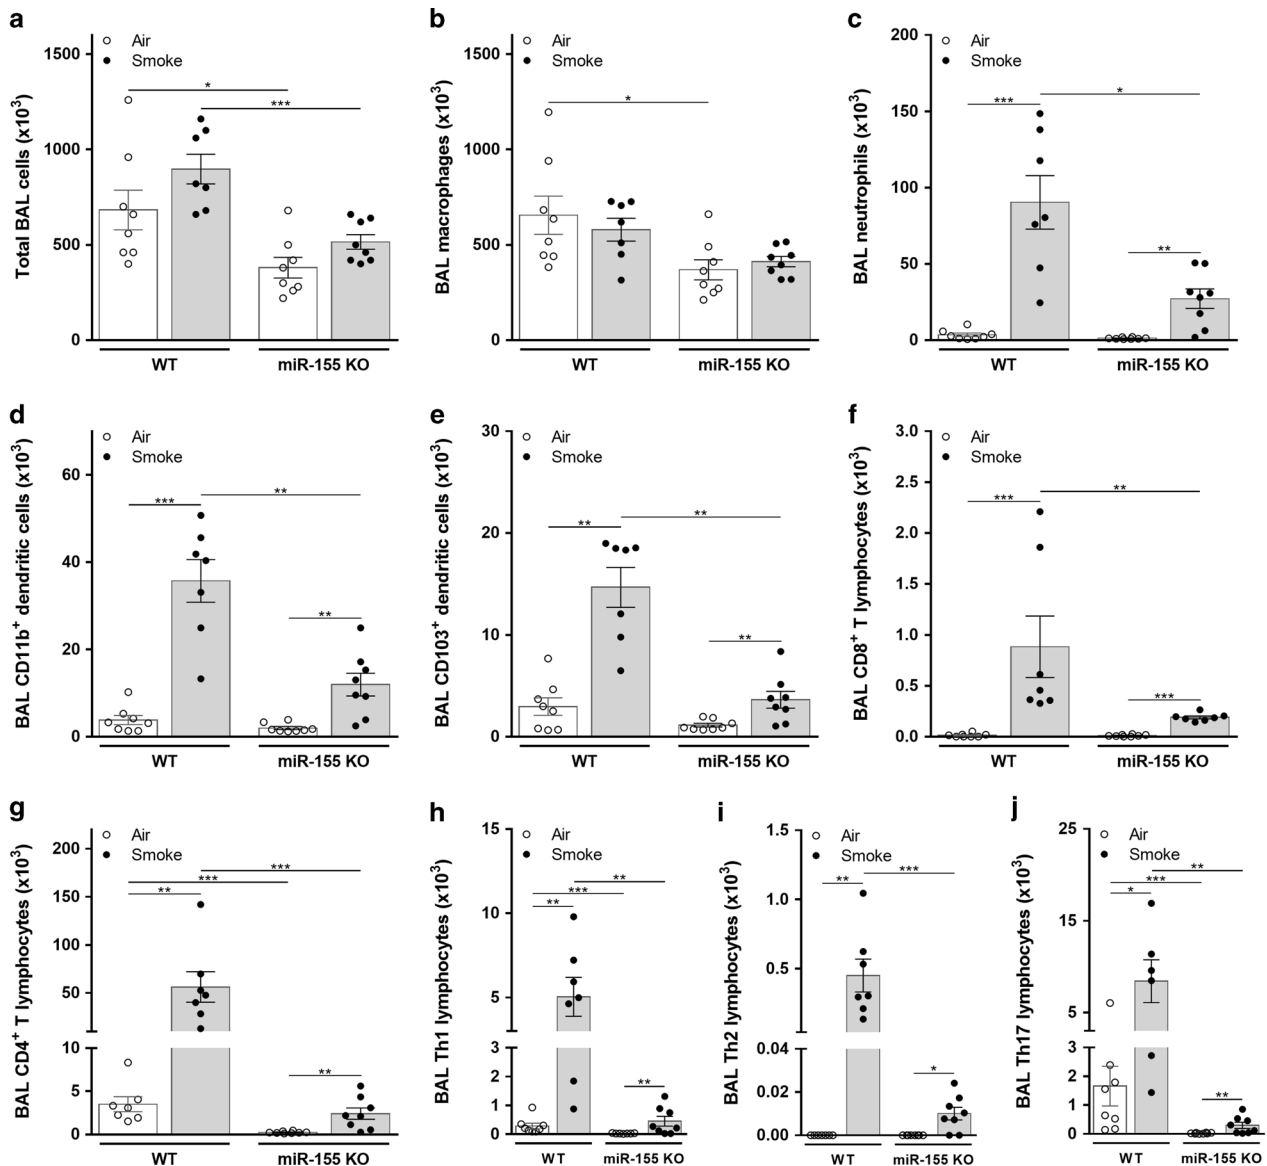 a
Total BAL cells (x10³)
1500
1000
500
0
Air
Smoke
*
***
WT
miR-155 KO
b
BAL macrophages (x10³)
1500
1000
500
0
Air
Smoke
*
WT
miR-155 KO
c
BAL neutrophils (x10³)
200
150
100
50
0
Air
Smoke
***
*
**
WT
miR-155 KO
d
BAL CD11b⁺ dendritic cells (x10³)
60
40
20
0
Air
Smoke
***
**
**
WT
miR-155 KO
e
BAL CD103⁺ dendritic cells (x10³)
30
20
10
0
Air
Smoke
**
**
**
WT
miR-155 KO
f
BAL CD8⁺ T lymphocytes (x10³)
3.0
2.5
2.0
1.5
1.0
0.5
0.0
Air
Smoke
***
**
***
WT
miR-155 KO
g
BAL CD4⁺ T lymphocytes (x10³)
200
150
100
50
10
5
0
Air
Smoke
***
***
**
**
WT
miR-155 KO
h
BAL Th1 lymphocytes (x10³)
15
10
5
3
2
1
0
Air
Smoke
**
***
**
**
WT
miR-155 KO
i
BAL Th2 lymphocytes (x10³)
1.5
1.0
0.5
0.04
0.02
0.00
Air
Smoke
***
**
*
WT
miR-155 KO
j
BAL Th17 lymphocytes (x10³)
25
15
5
3
2
1
0
Air
Smoke
**
***
*
**
WT
miR-155 KO